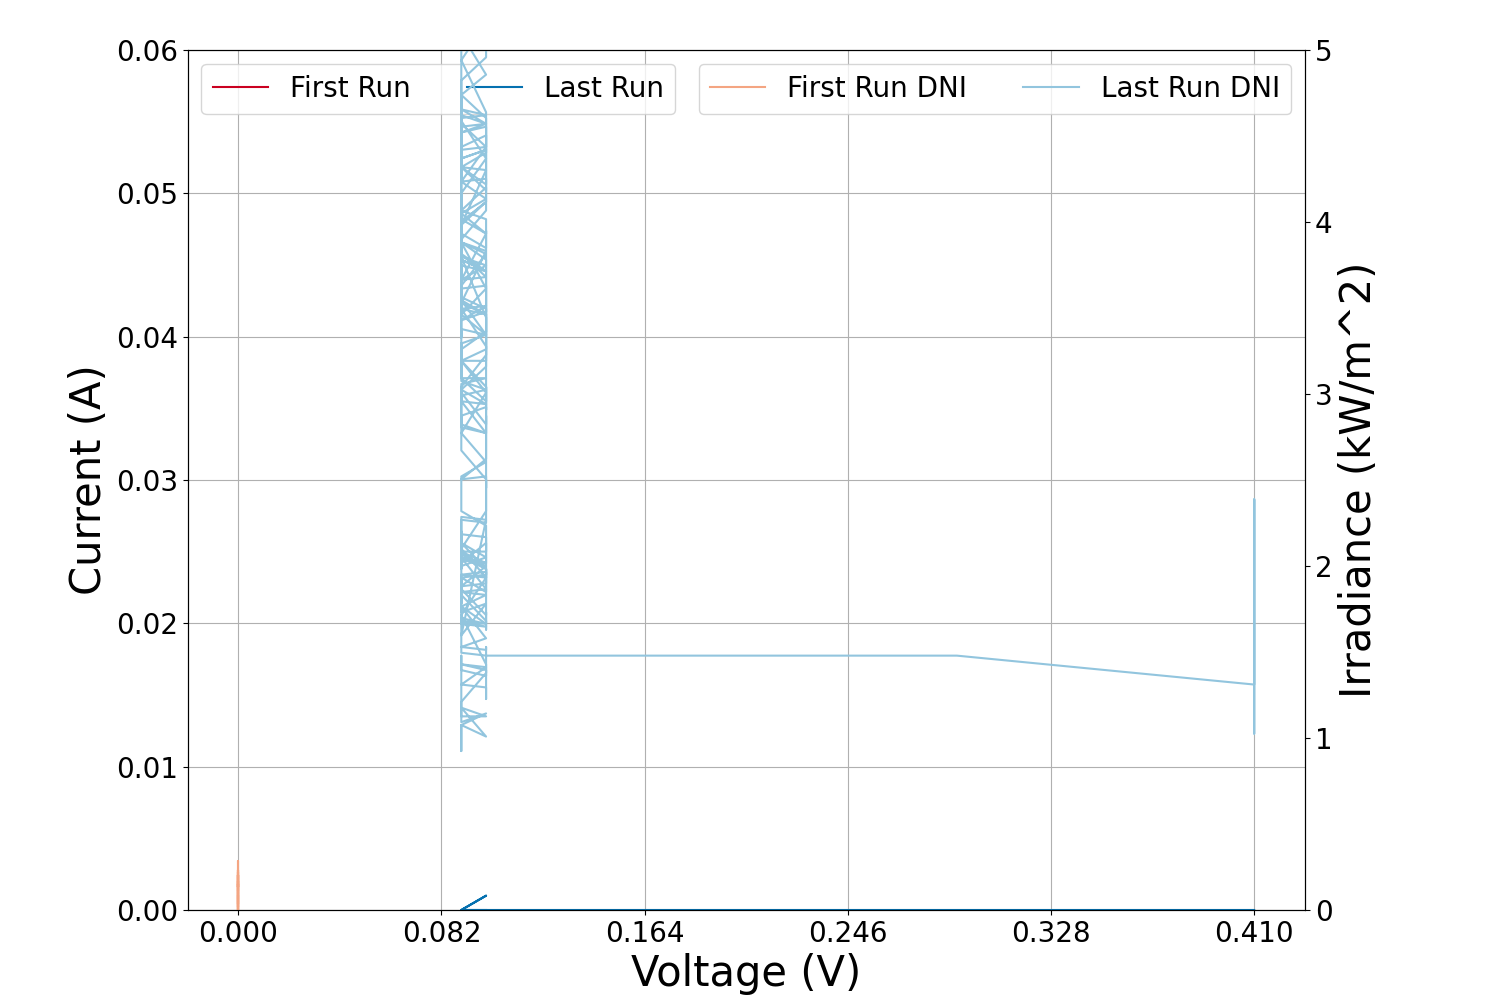 First Run
Last Run
First Run DNI
Last Run DNI
0.06
0.05
0.04
0.03
0.02
0.01
0.00
Current (A)
5
4
3
2
1
0
Irradiance (kW/m^2)
0.000 0.082 0.164 0.246 0.328 0.410
Voltage (V)